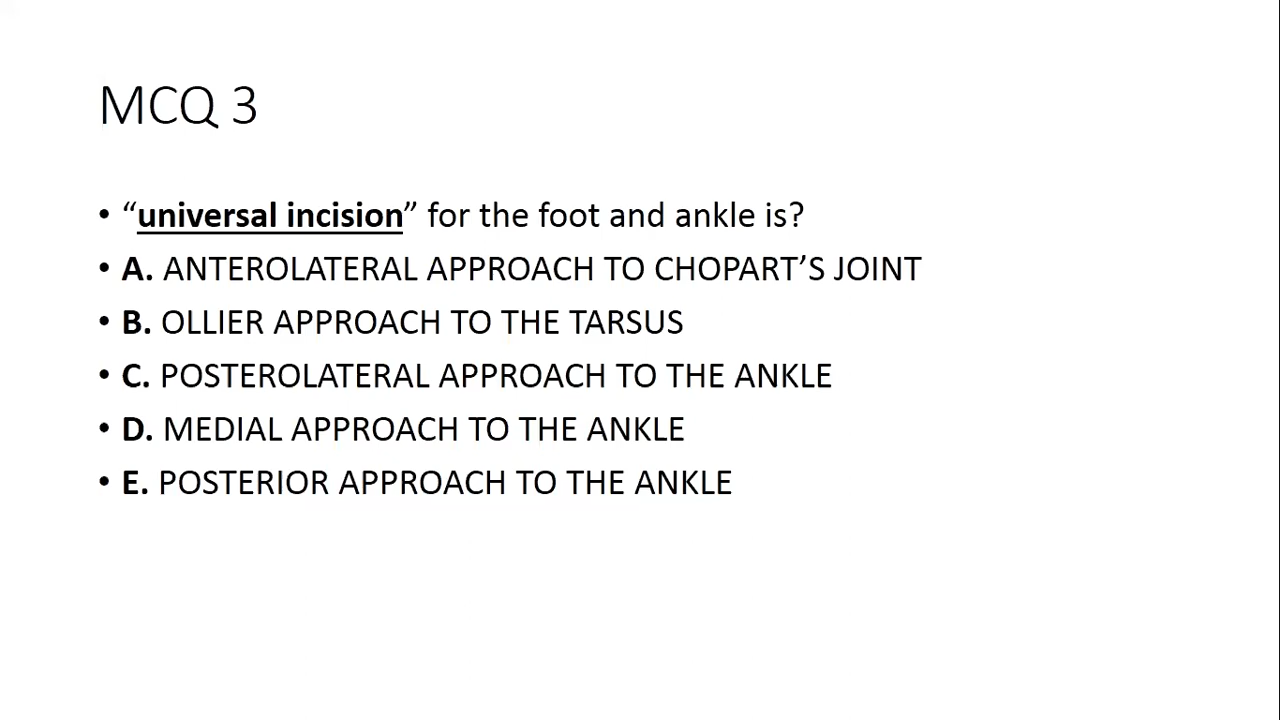 MCQ 3
• “universal incision” for the foot and ankle is?
• A. ANTEROLATERAL APPROACH TO CHOPART’S JOINT
• B. OLLIER APPROACH TO THE TARSUS
• C. POSTEROLATERAL APPROACH TO THE ANKLE
• D. MEDIAL APPROACH TO THE ANKLE
• E. POSTERIOR APPROACH TO THE ANKLE